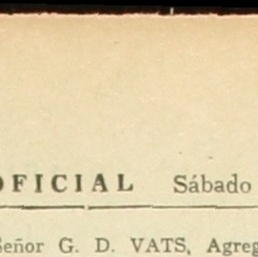 OFICIAL Sábado
Señor G. D. VATS, Agreg